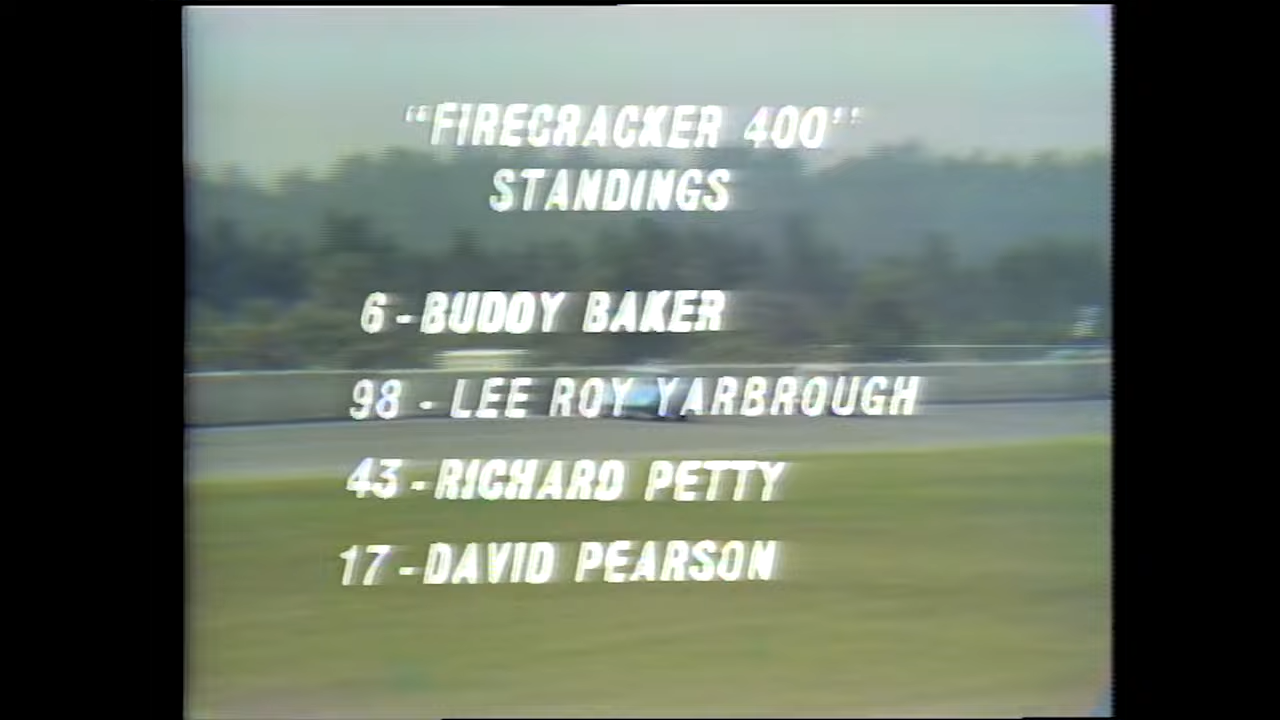 "FIRECRACKER 400"
STANDINGS
6-BUDDY BAKER
98 - LEE ROY YARBROUGH
43-RICHARD PETTY
17-DAVID PEARSON